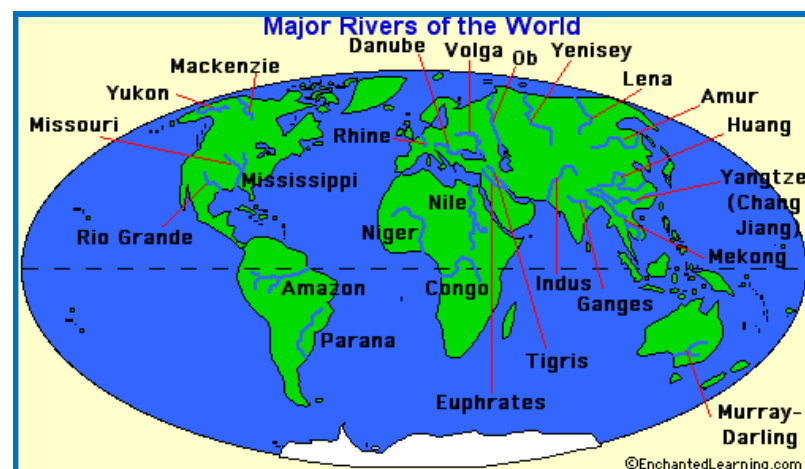 Major Rivers of the World
Danube
Volga
Ob
Yenisey
Mackenzie
Lena
Yukon
Amur
Missouri
Rhine
Huang
Mississippi
Yangtze
(Chang
Jiang)
Nile
Niger
Rio Grande
Mekong
Amazon
Congo
Indus
Ganges
Parana
Tigris
Euphrates
Murray-
Darling
©EnchantedLearning.com